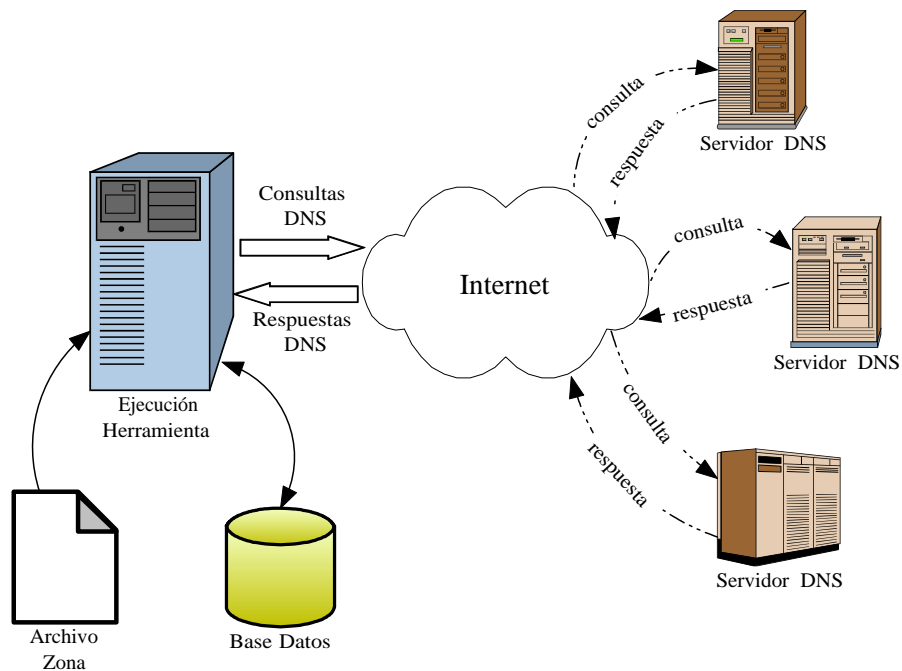 consulta
respuesta
Servidor DNS
Consultas
DNS
consulta
Internet
respuesta
Respuestas
DNS
Servidor DNS
Ejecución
Herramienta
consulta
respuesta
Servidor DNS
Archivo
Zona
Base Datos